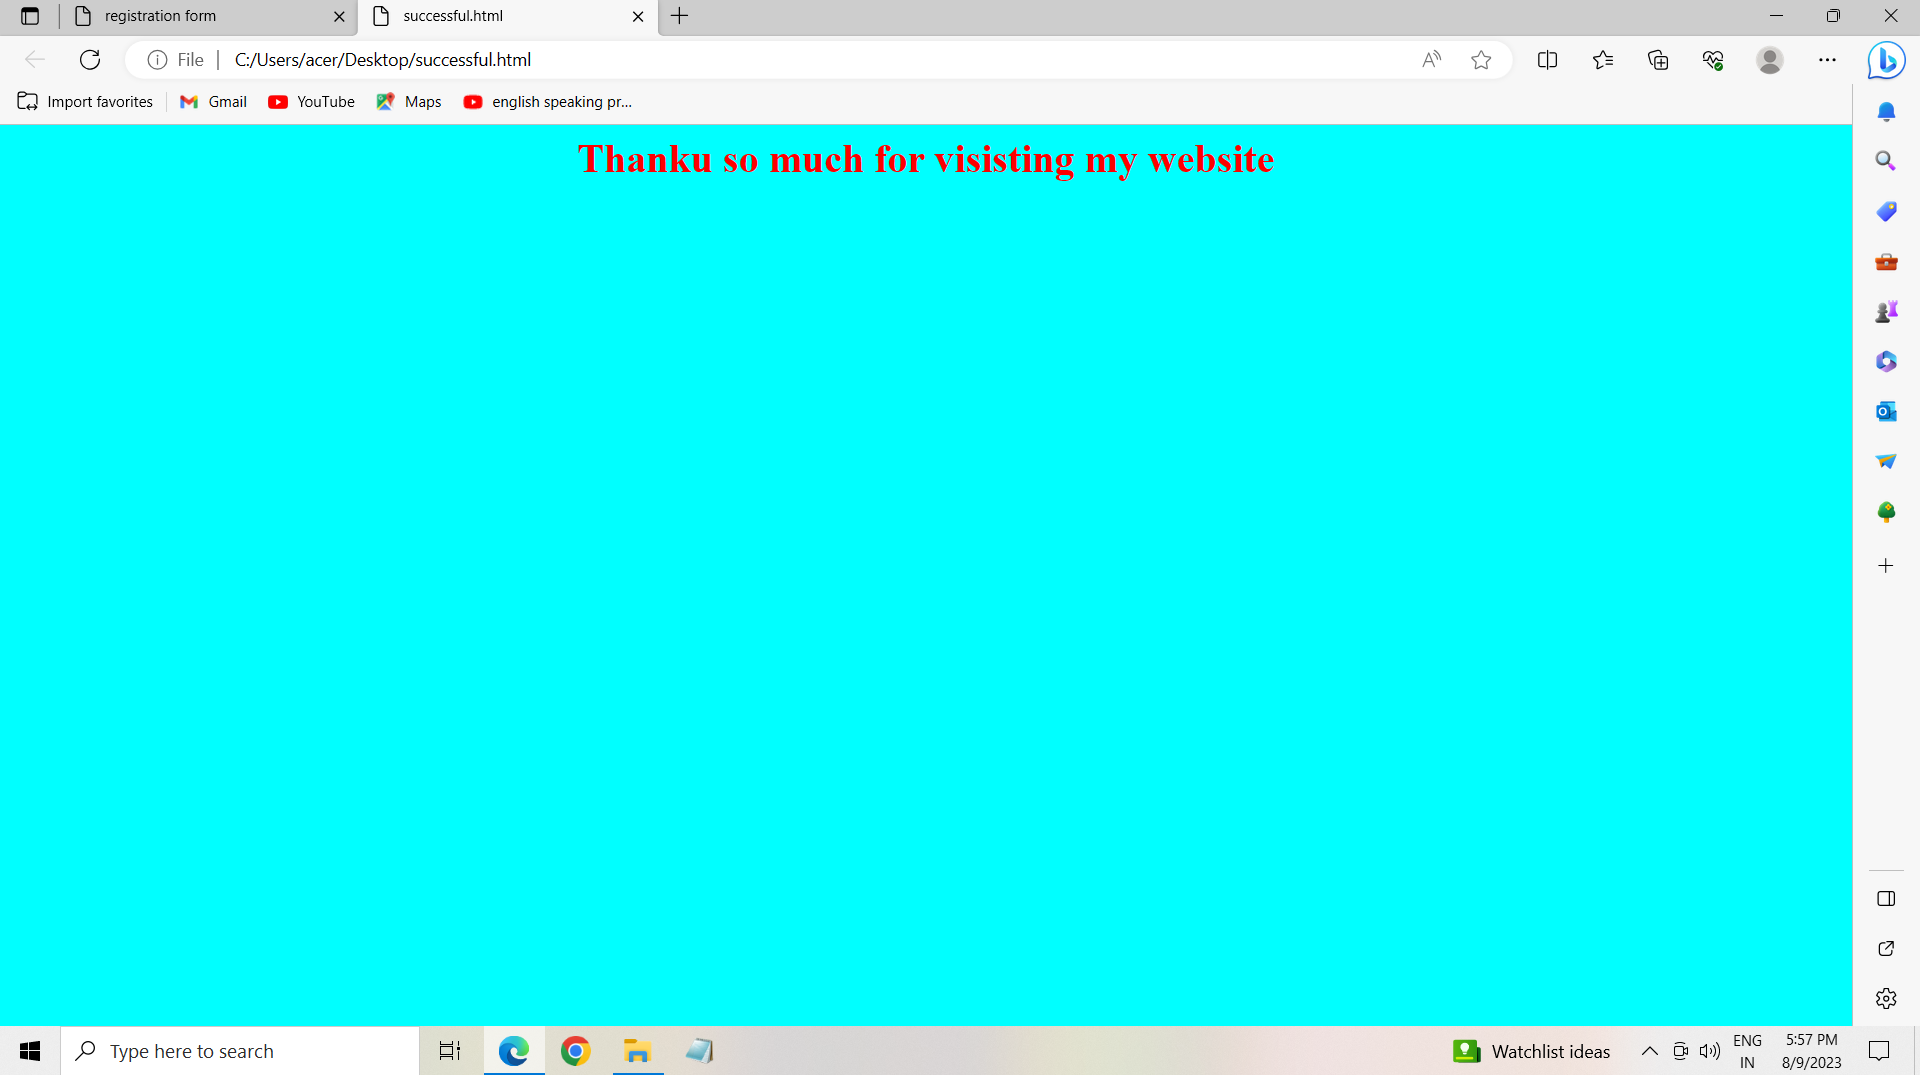 registration form
successful.html
File
C:/Users/acer/Desktop/successful.html
Import favorites
Gmail
YouTube
Maps
english speaking pr...
Thanku so much for visisting my website
Type here to search
Watchlist ideas
ENG
IN
5:57 PM
8/9/2023